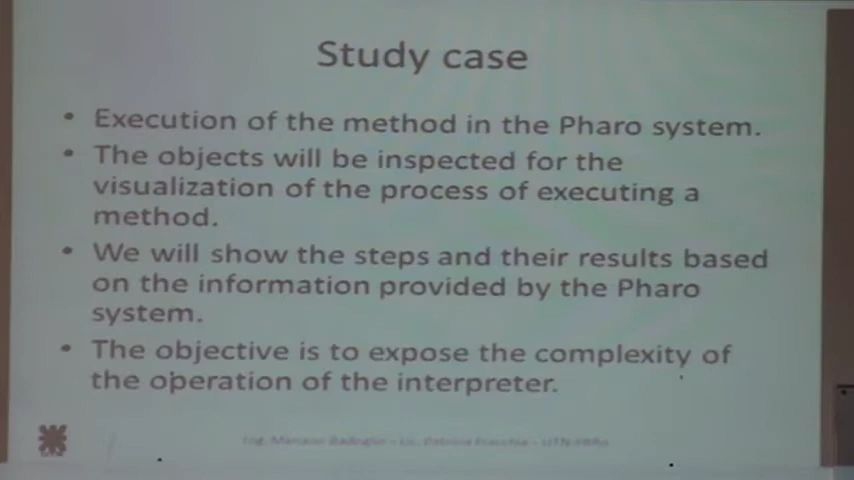 Study case
• Execution of the method in the Pharo system.
• The objects will be inspected for the
visualization of the process of executing a
method.
• We will show the steps and their results based
on the information provided by the Pharo
system.
• The objective is to expose the complexity of
the operation of the interpreter.
Ing. Mariano